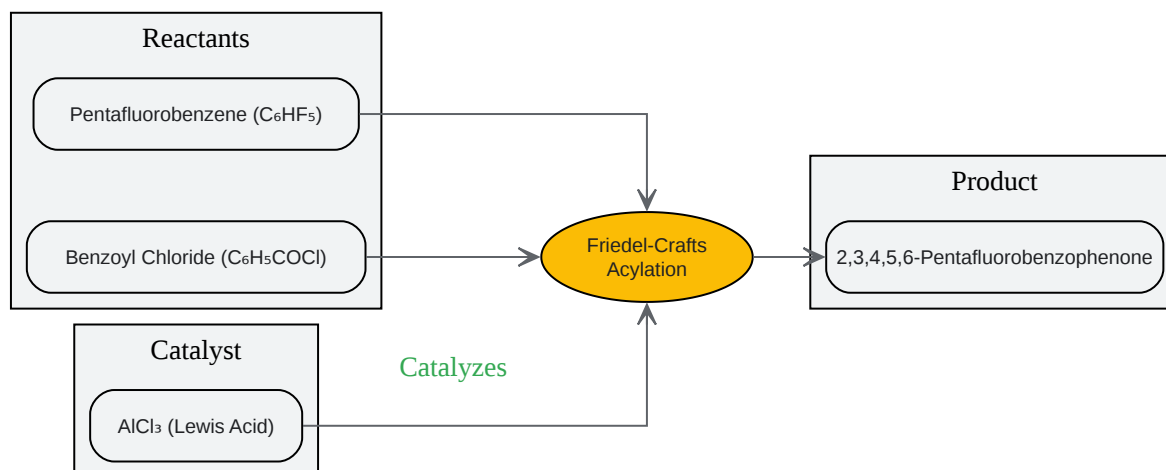 Reactants
Pentafluorobenzene (C₆HF₅)
Benzoyl Chloride (C₆H₅COCl)
Catalyst
AlCl₃ (Lewis Acid)
Catalyzes
Friedel-Crafts
Acylation
Product
2,3,4,5,6-Pentafluorobenzophenone